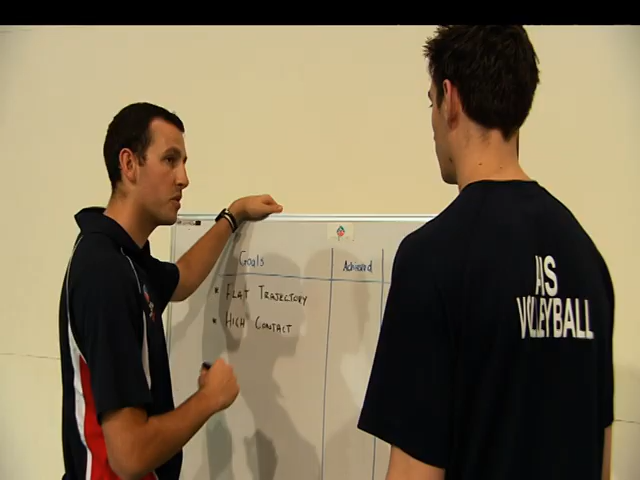 Goals Achieved
* FLAT TRAJECTORY
* HIGH CONTACT
AIS
VOLLEYBALL